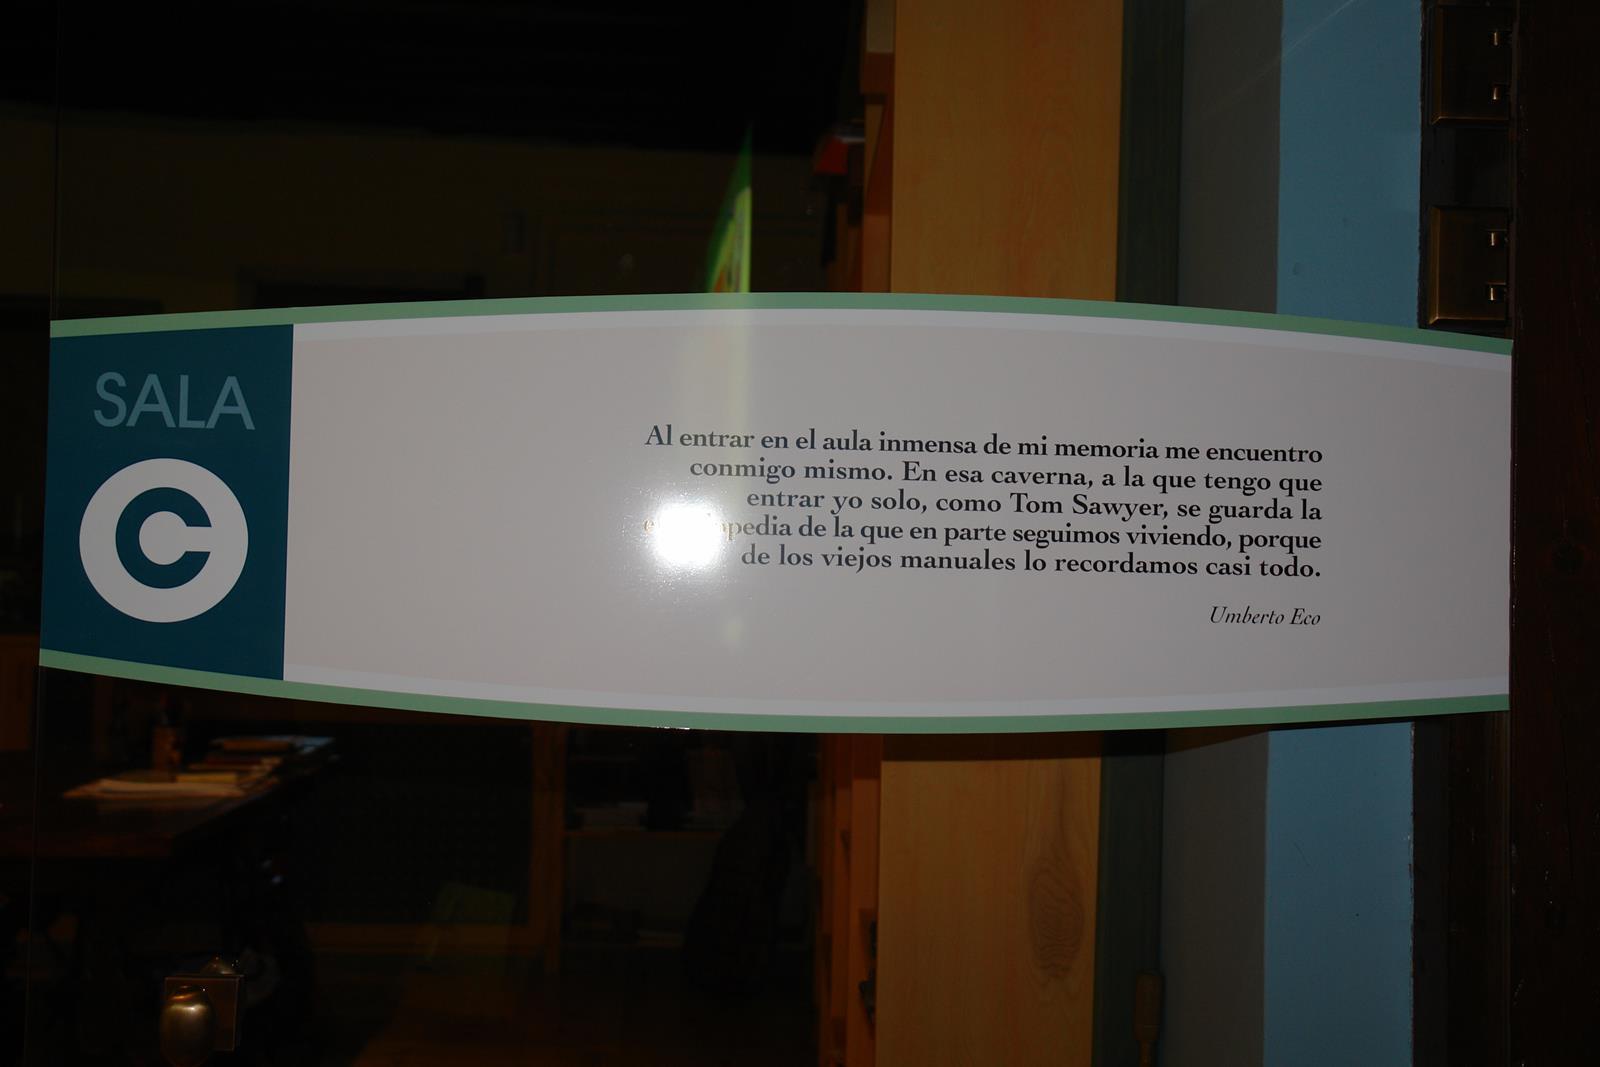 SALA
C
Al entrar en el aula inmensa de mi memoria me encuentro
conmigo mismo. En esa caverna, a la que tengo que
entrar yo solo, como Tom Sawyer, se guarda la
de la que en parte seguimos viviendo, porque
de los viejos manuales lo recordamos casi todo.
Umberto Eco